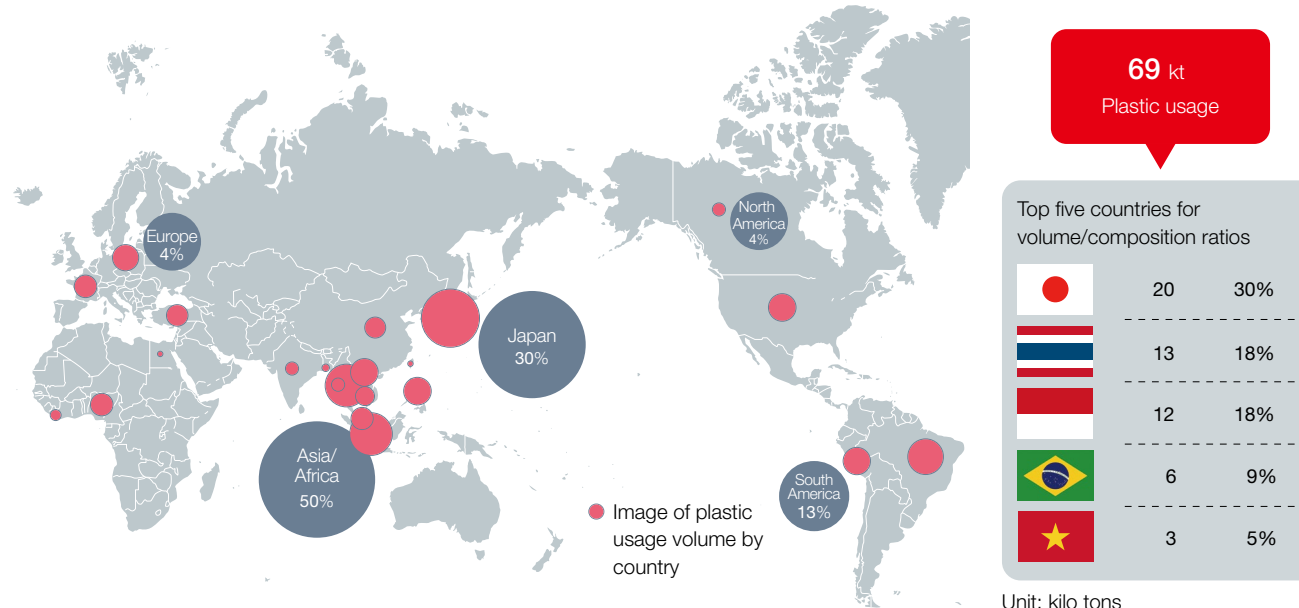 Europe
4%
Japan
30%
Asia/
Africa
50%
North
America
4%
South
America
13%
Image of plastic
usage volume by
country
69 kt
Plastic usage
Top five countries for
volume/composition ratios
20 30%
13 18%
12 18%
6 9%
3 5%
Unit: kilo tons